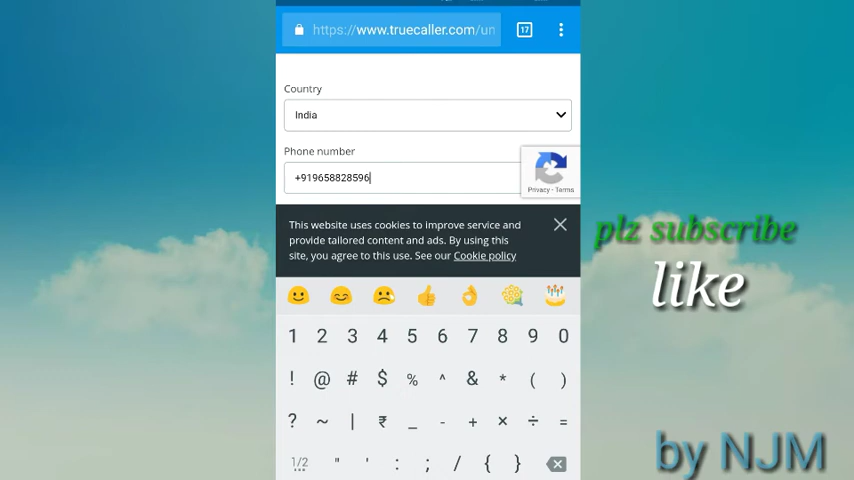 https://www.truecaller.com/un
17
Country
India
Phone number
+919658828596
Privacy - Terms
This website uses cookies to improve service and
provide tailored content and ads. By using this
site, you agree to this use. See our Cookie policy
1 2 3 4 5 6 7 8 9 0
! @ # $ % ^ & * ( )
? ~ | ₹ _ - + × ÷ =
1/2 " ' : ; / { }
plz subscribe
like
by NJM